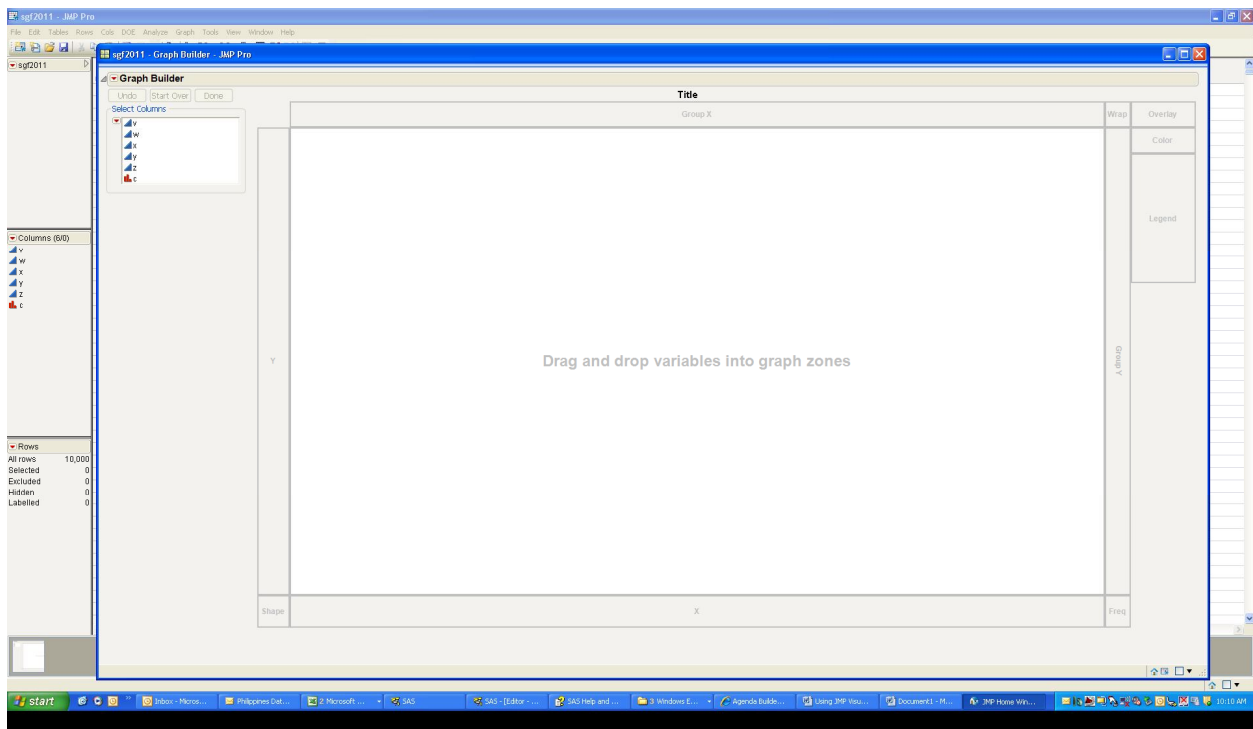 sgf2011 - JMP Pro
File Edit Tables Rows Cols DOE Analyze Graph Tools View Window Help
sgf2011
sgf2011 - Graph Builder - JMP Pro
Graph Builder
Undo Start Over Done
Select Columns
v
w
x
y
z
c
Title
Group X
Wrap
Overlay
Color
Legend
Y
Drag and drop variables into graph zones
Group Y
Shape
X
Freq
Columns (6/0)
v
w
x
y
z
c
Rows
All rows 10,000
Selected 0
Excluded 0
Hidden 0
Labelled 0
start Inbox - Micros... Philippines Dat... 2 Microsoft ... SAS SAS - [Editor - ... SAS Help and ... 3 Windows E... Agenda Builde... Using JMP Visu... Document1 - M... JMP Home Win... 10:10 AM